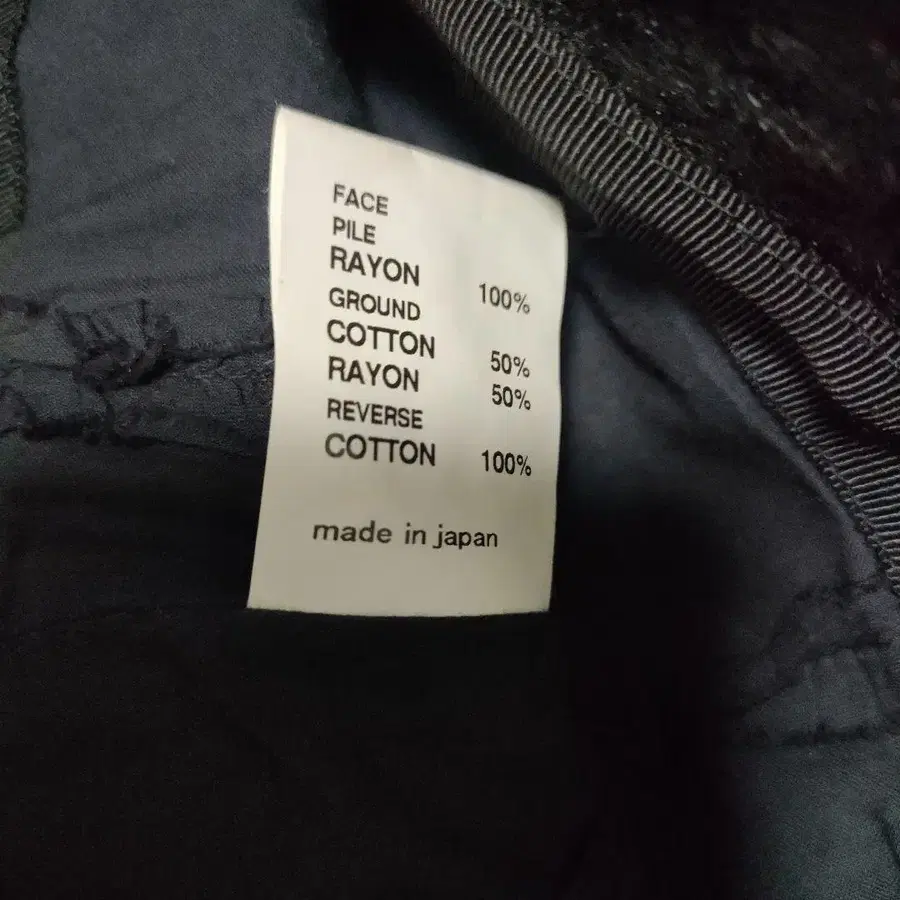 FACE
PILE
RAYON 100%
GROUND
COTTON 50%
RAYON 50%
REVERSE
COTTON 100%
made in japan